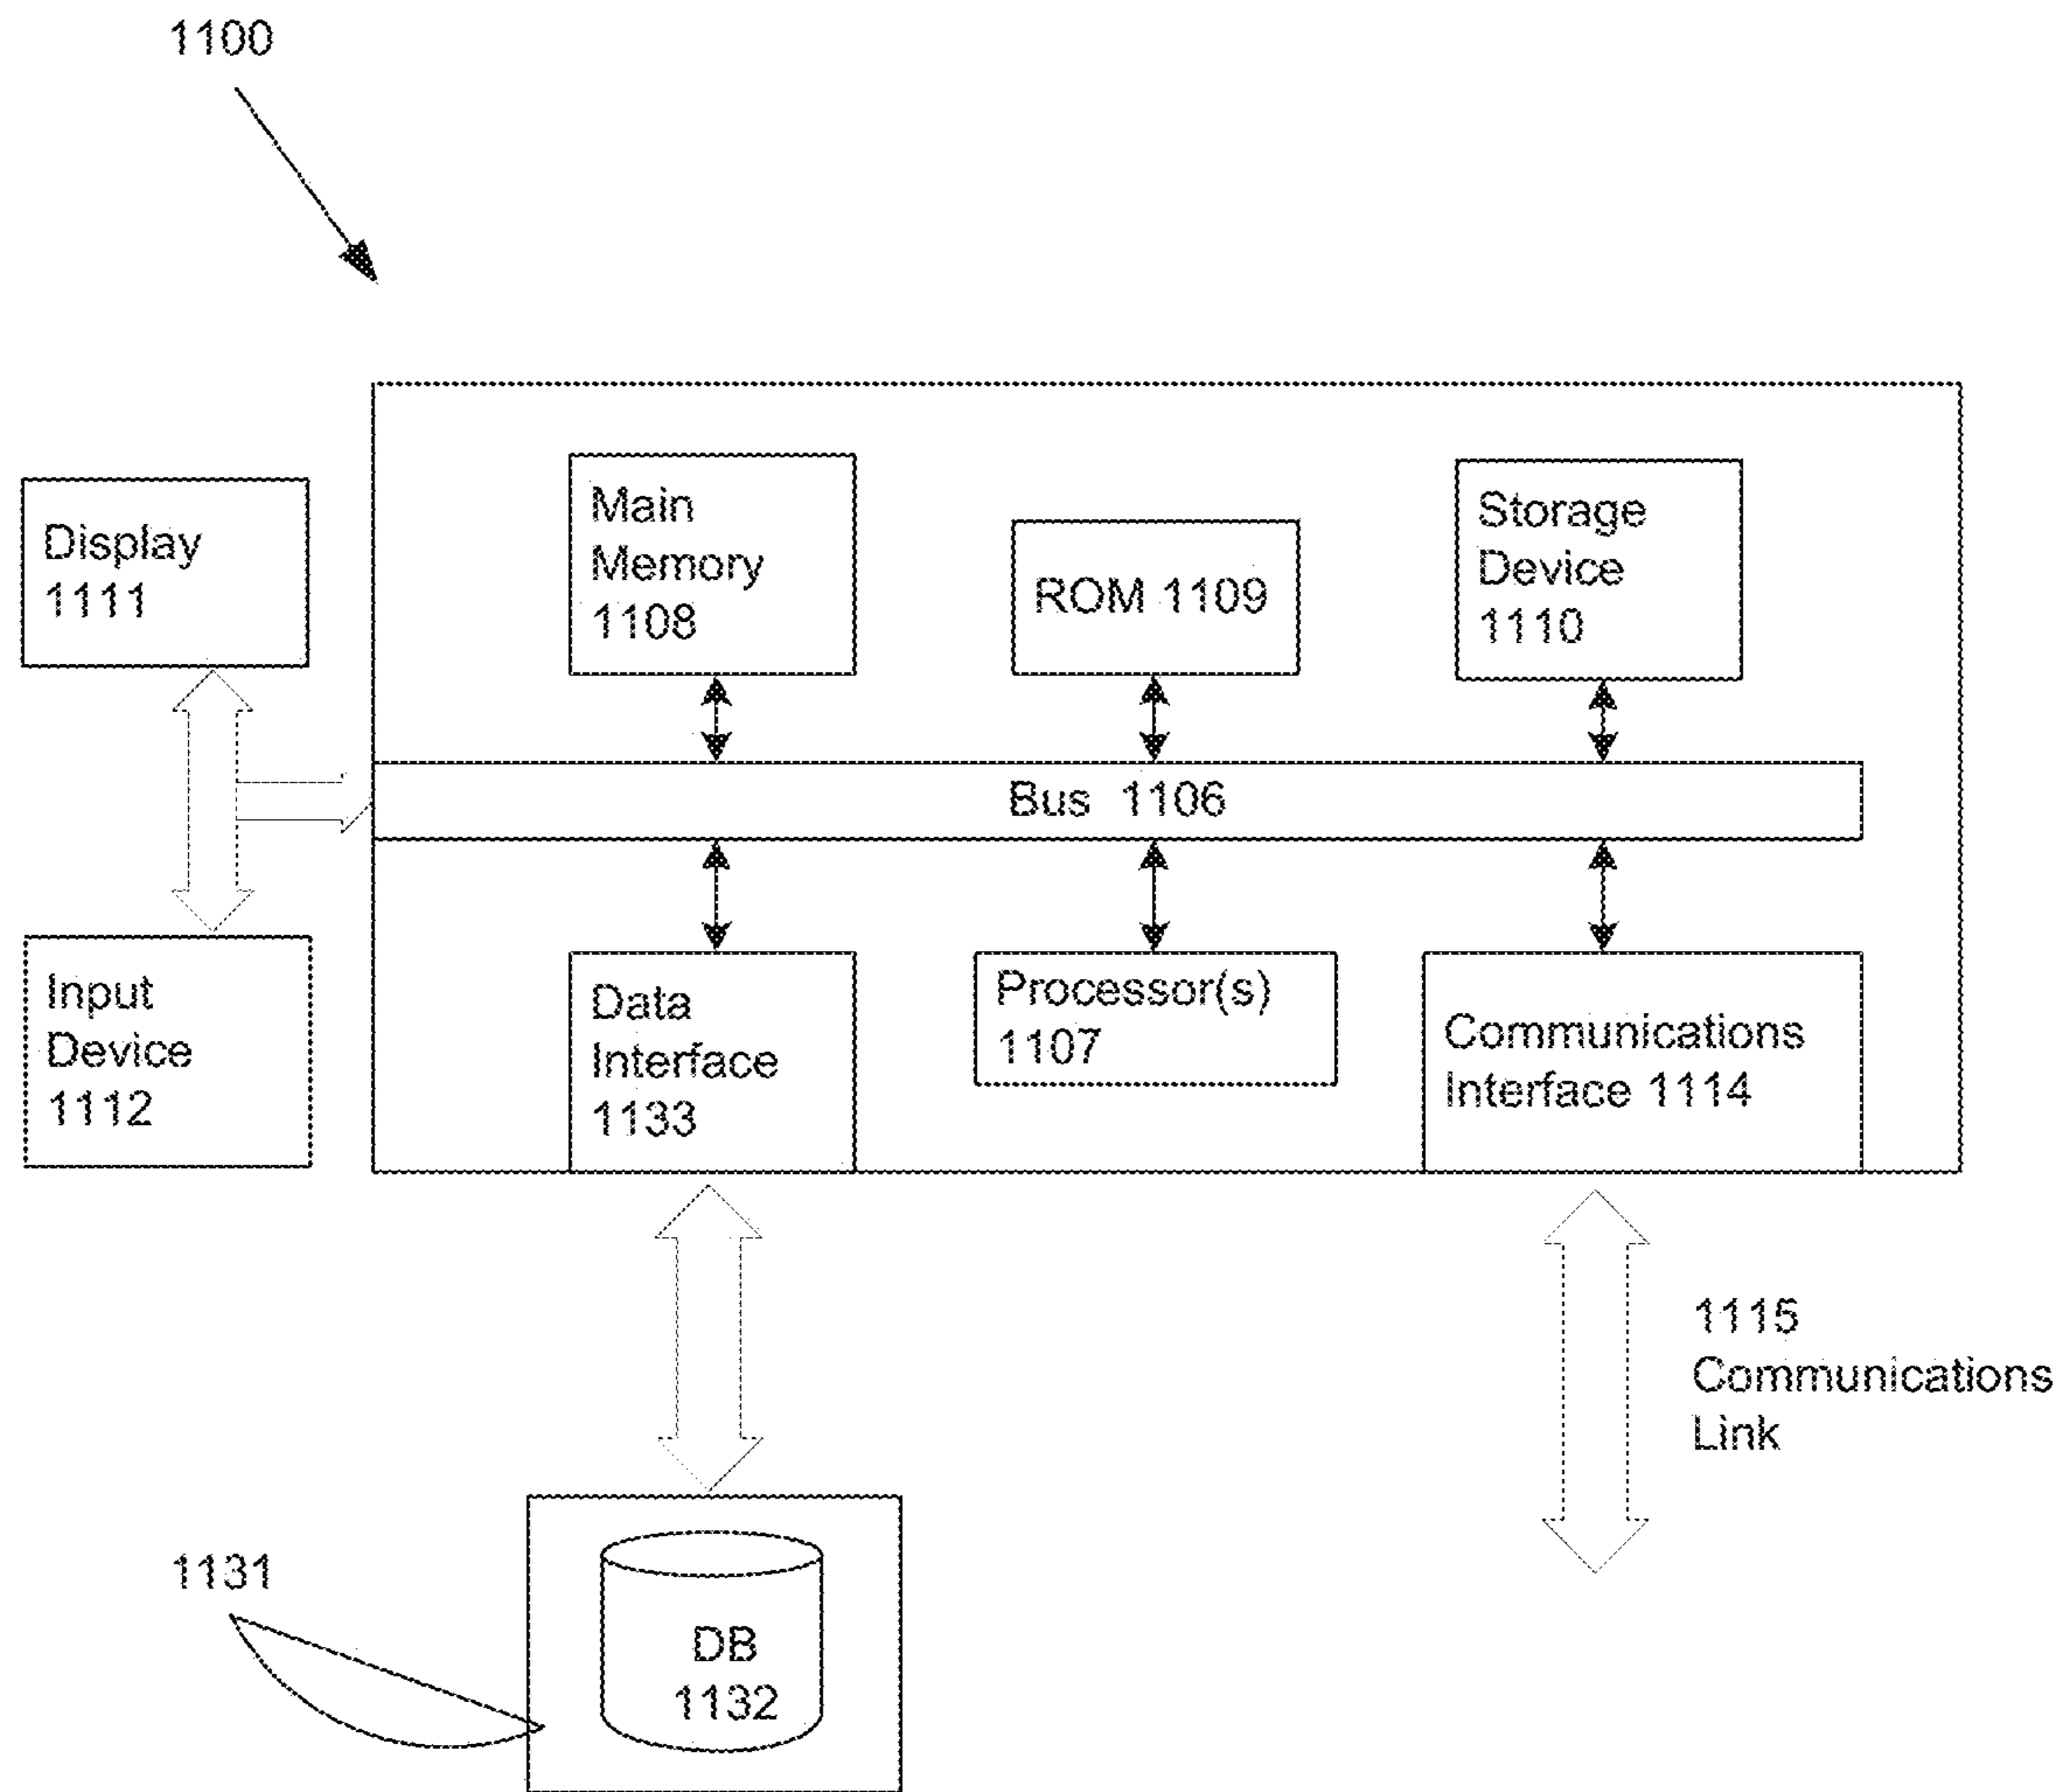 1100
Display
1111
Main
Memory
1108
ROM 1109
Storage
Device
1110
Bus 1106
Input
Device
1112
Data
Interface
1133
Processor(s)
1107
Communications
Interface 1114
1115
Communications
Link
1131
DB
1132